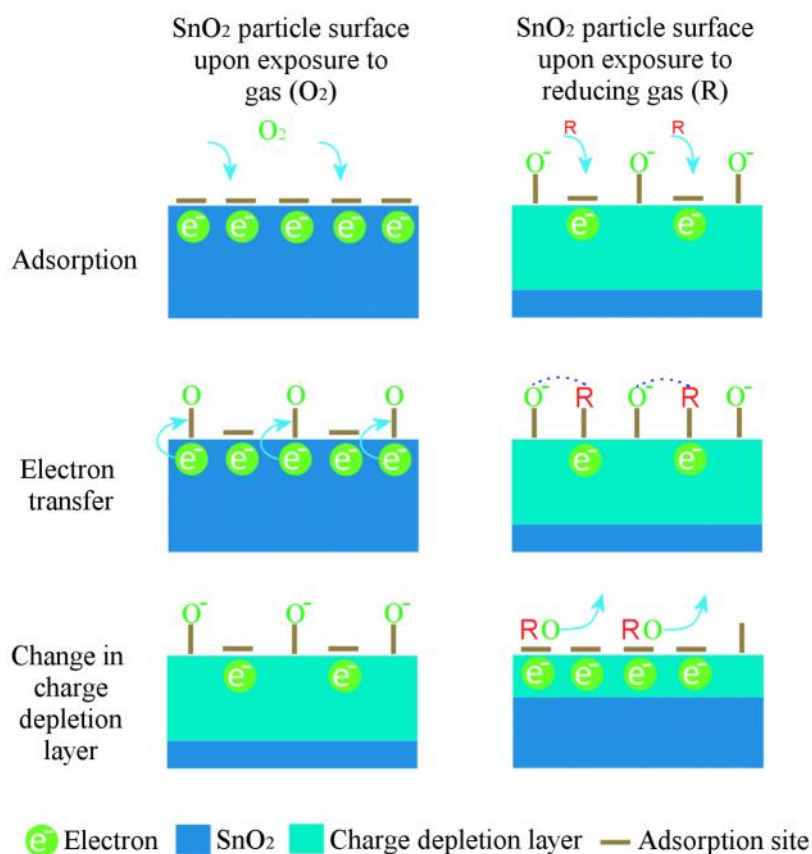 SnO₂ particle surface
upon exposure to
gas (O₂)
SnO₂ particle surface
upon exposure to
reducing gas (R)
Adsorption
O₂
e⁻ e⁻ e⁻ e⁻ e⁻
R R
O⁻ O⁻ O⁻
e⁻ e⁻
Electron
transfer
O O O
e⁻ e⁻ e⁻ e⁻ e⁻
O⁻ R O⁻ R O⁻
e⁻ e⁻
Change in
charge
depletion
layer
O⁻ O⁻ O⁻
e⁻ e⁻
RO RO
e⁻ e⁻ e⁻ e⁻
e⁻ Electron SnO₂ Charge depletion layer Adsorption site